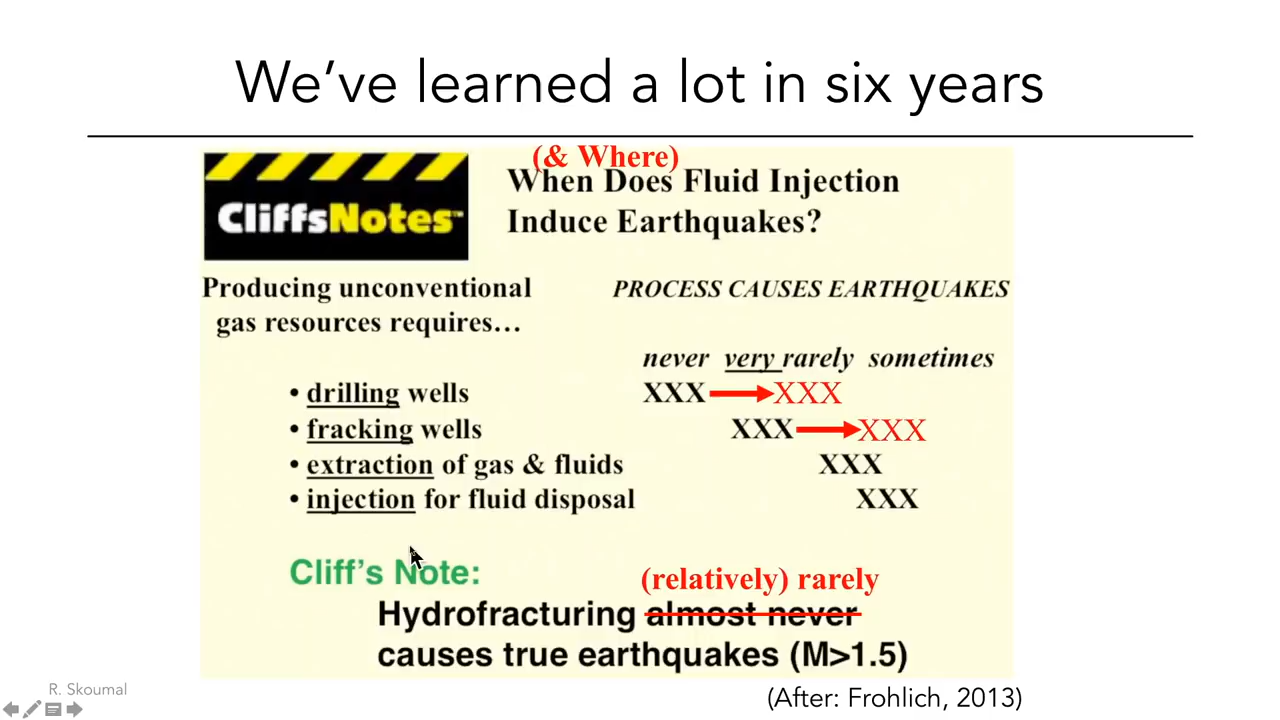 We've learned a lot in six years
(& Where)
CliffsNotes™
When Does Fluid Injection
Induce Earthquakes?
Producing unconventional
gas resources requires…
PROCESS CAUSES EARTHQUAKES
never very rarely sometimes
• drilling wells XXX XXX
• fracking wells XXX XXX
• extraction of gas & fluids XXX
• injection for fluid disposal XXX
Cliff's Note:
(relatively) rarely
Hydrofracturing almost never
causes true earthquakes (M>1.5)
R. Skoumal
(After: Frohlich, 2013)